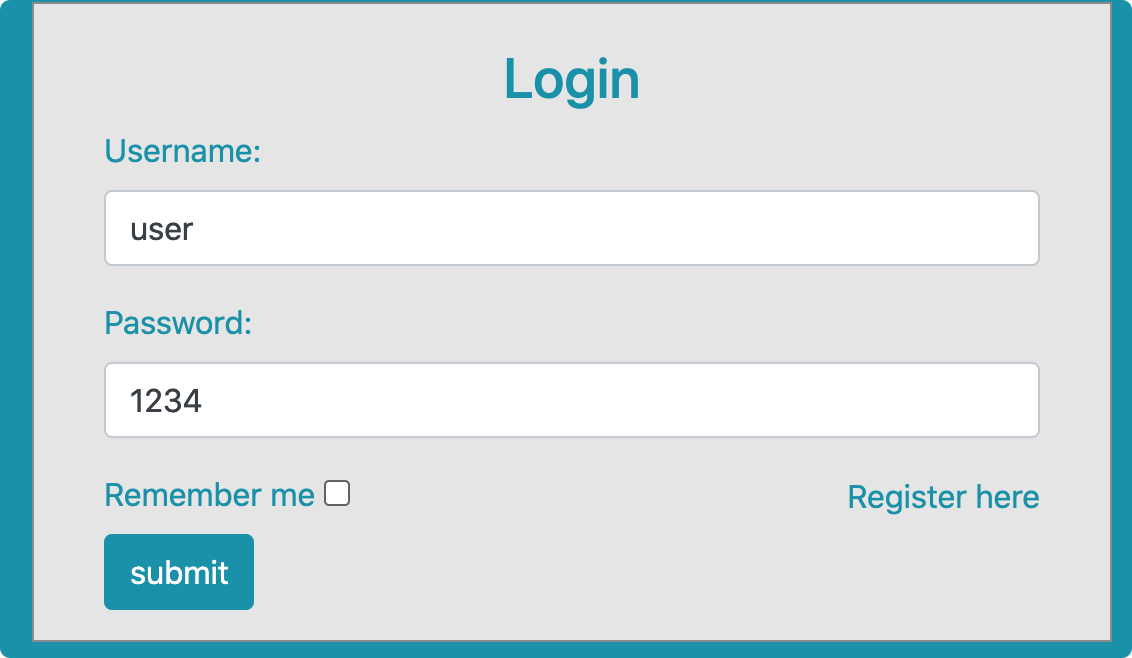 Login
Username:
user
Password:
1234
Remember me
Register here
submit